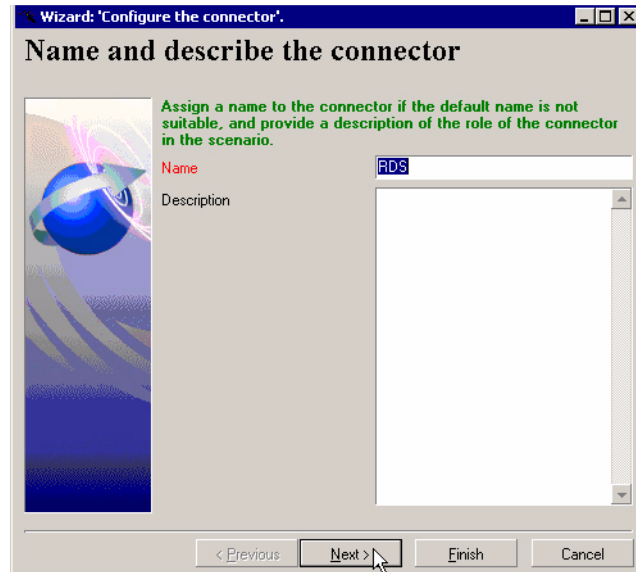 Wizard: 'Configure the connector'.
Name and describe the connector
Assign a name to the connector if the default name is not
suitable, and provide a description of the role of the connector
in the scenario.
Name
RDS
Description
< Previous
Next >
Finish
Cancel